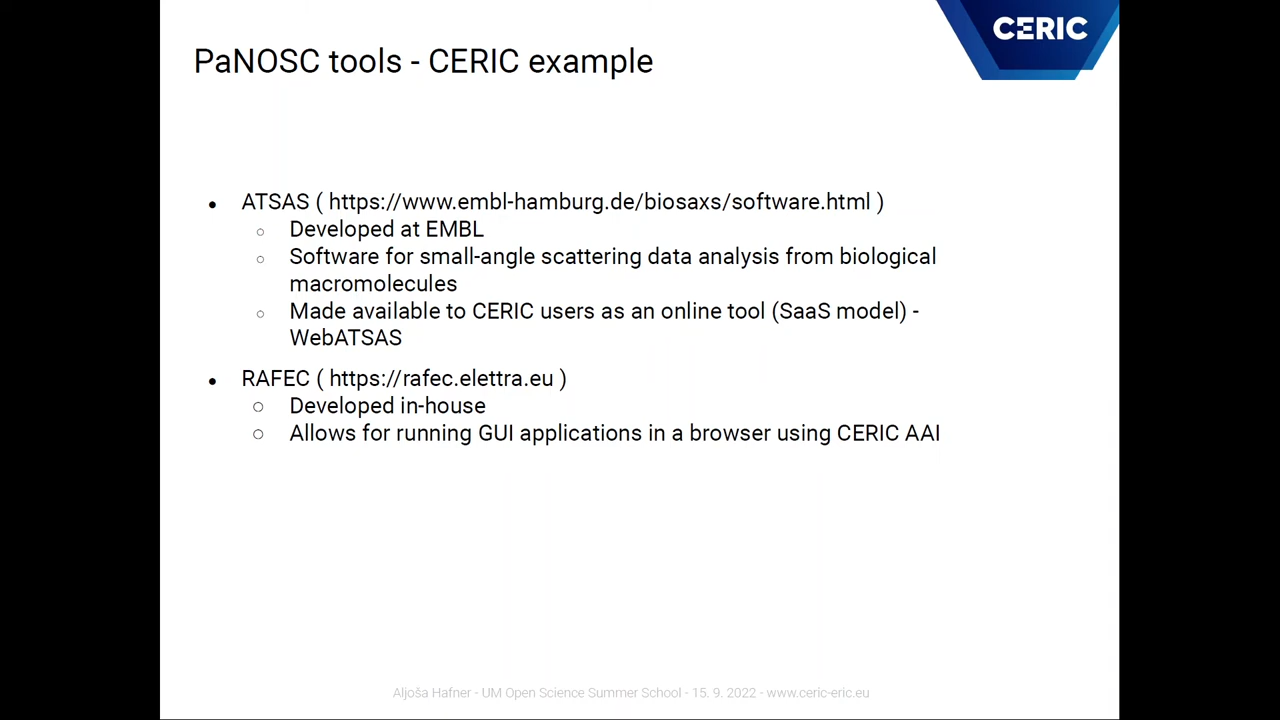 CERIC
PaNOSC tools - CERIC example
● ATSAS ( https://www.embl-hamburg.de/biosaxs/software.html )
○ Developed at EMBL
○ Software for small-angle scattering data analysis from biological
macromolecules
○ Made available to CERIC users as an online tool (SaaS model) -
WebATSAS
● RAFEC ( https://rafec.elettra.eu )
○ Developed in-house
○ Allows for running GUI applications in a browser using CERIC AAI
Aljoša Hafner - UM Open Science Summer School - 15. 9. 2022 - www.ceric-eric.eu